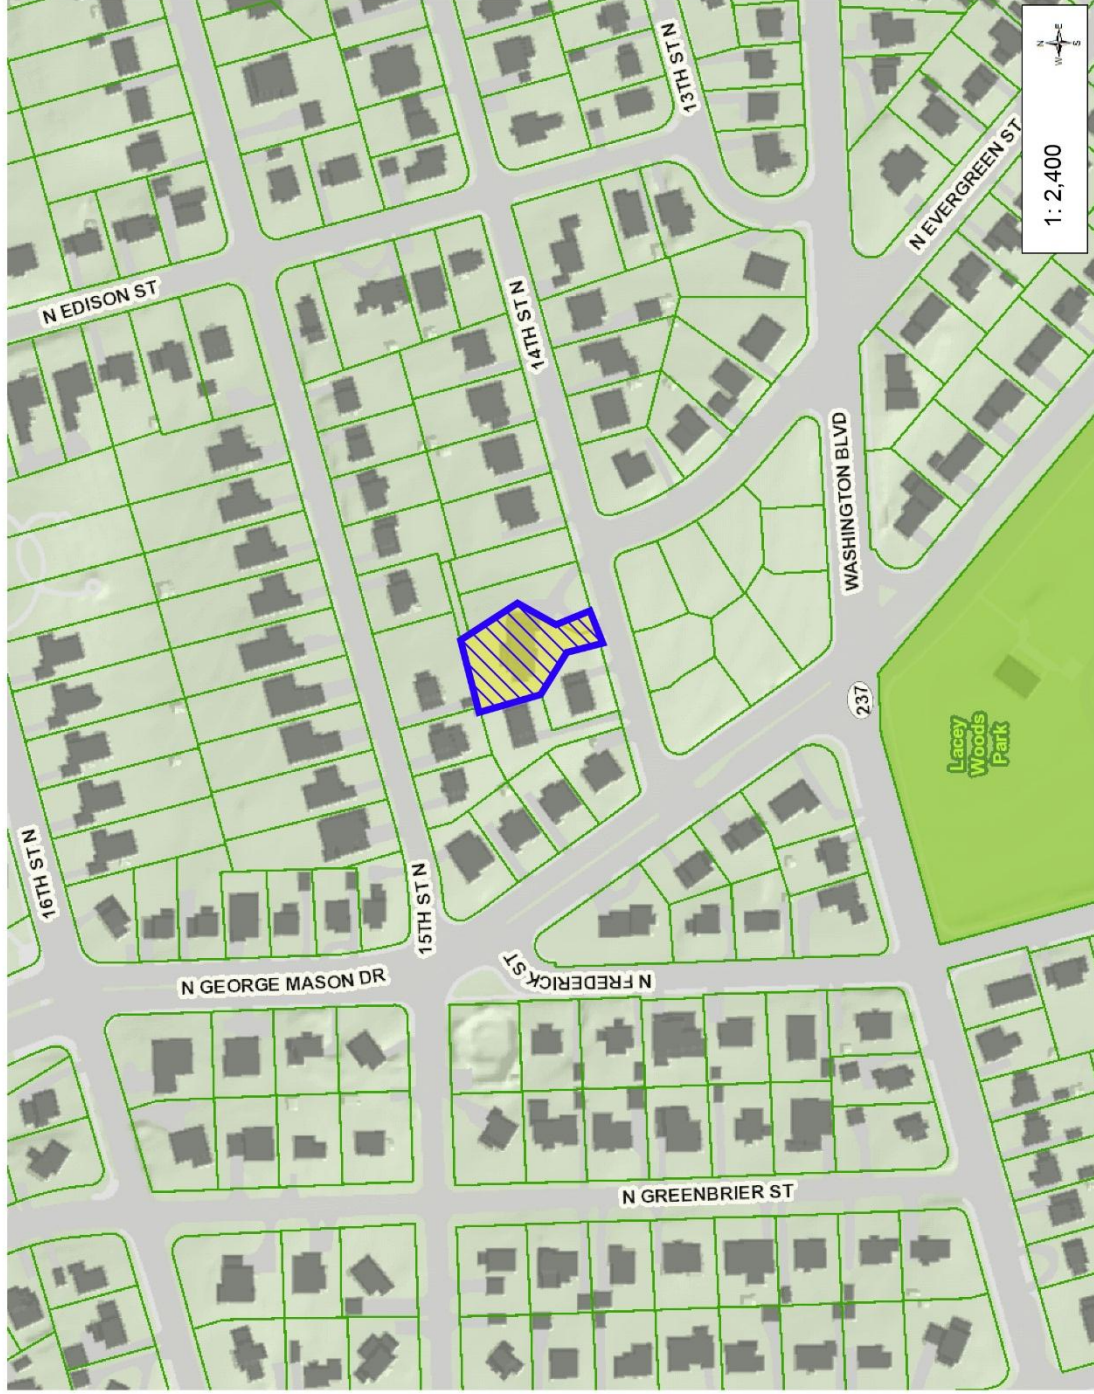 13TH ST N
N EDISON ST
N EVERGREEN ST
1: 2,400
N
W
E
S
14TH ST N
WASHINGTON BLVD
237
Lacey
Woods
Park
16TH ST N
15TH ST N
N GEORGE MASON DR
N FREDERICK ST
N GREENBRIER ST